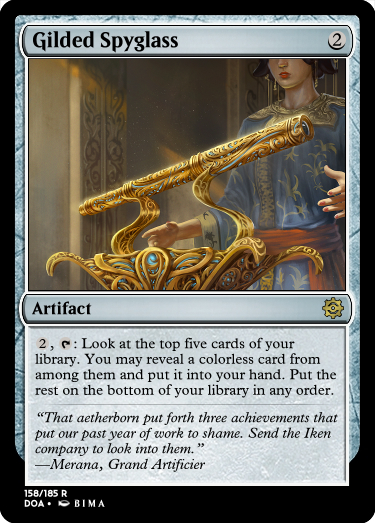 Gilded Spyglass 2
Artifact
2, T: Look at the top five cards of your
library. You may reveal a colorless card from
among them and put it into your hand. Put the
rest on the bottom of your library in any order.
“That aetherborn put forth three achievements that
put our past year of work to shame. Send the Iken
company to look into them.”
—Merana, Grand Artificier
158/185 R
DOA • BIMA